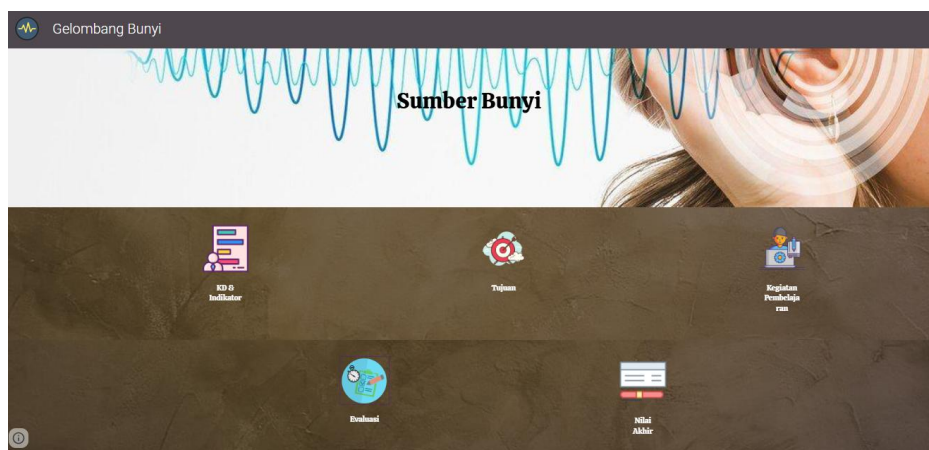 Gelombang Bunyi
Sumber Bunyi
KD &
Indikator
Tujuan
Kegiatan
Pembelaja
ran
Evaluasi
Nilai
Akhir